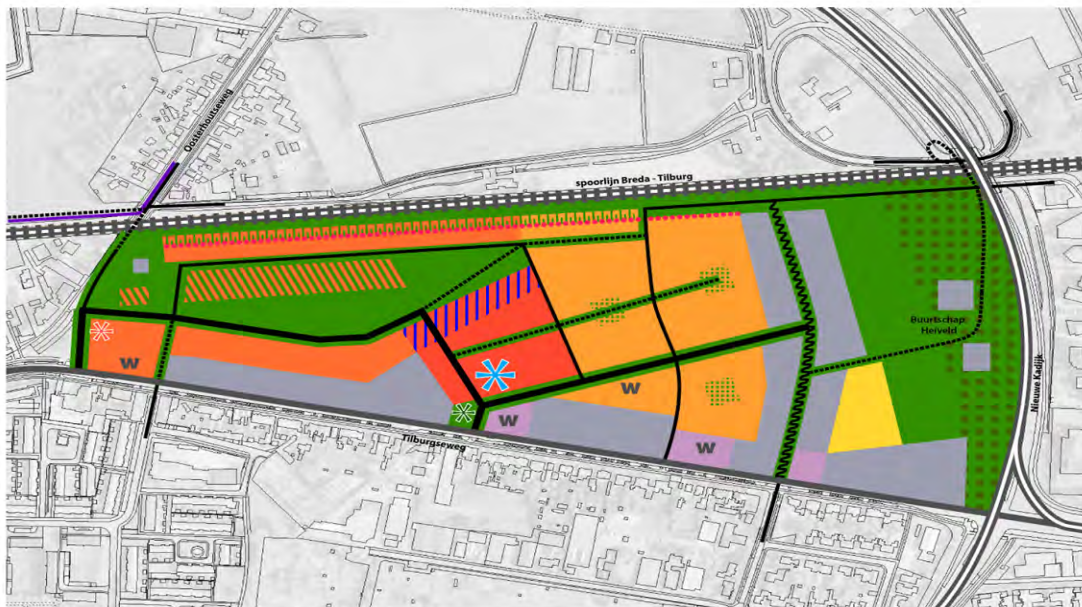 Oosterhoutseweg
spoorlijn Breda - Tilburg
Buurtschap
Heiveld
Nieuwe Kadijk
W
W
W
W
Tilburgseweg